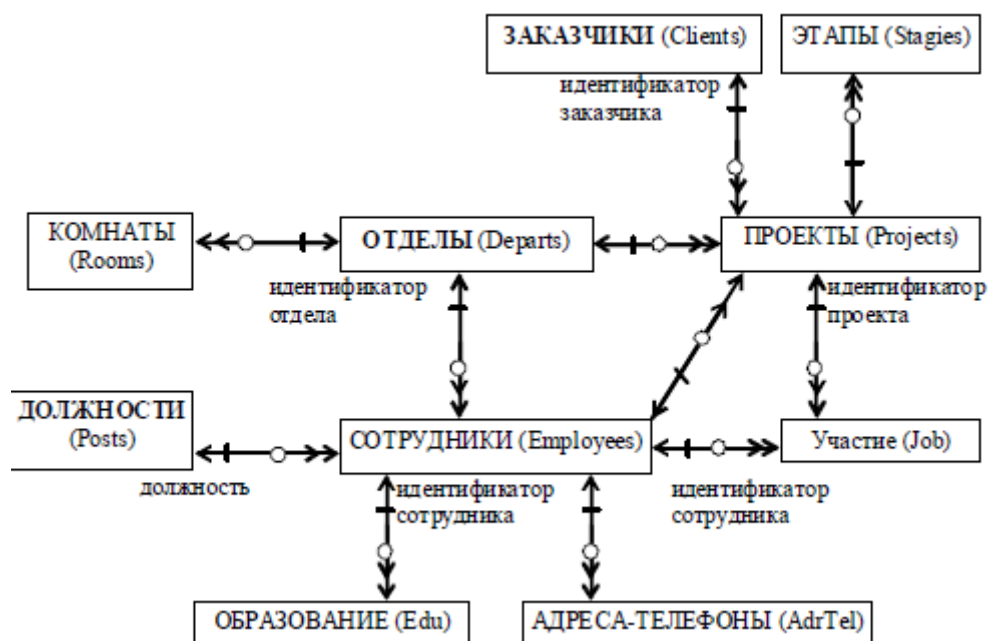 ЗАКАЗЧИКИ (Clients)
ЭТАПЫ (Stagies)
идентификатор
заказчика
КОМНАТЫ
(Rooms)
ОТДЕЛЫ (Departs)
ПРОЕКТЫ (Projects)
идентификатор
отдела
идентификатор
проекта
ДОЛЖНОСТИ
(Posts)
СОТРУДНИКИ (Employees)
Участие (Job)
должность
идентификатор
сотрудника
идентификатор
сотрудника
ОБРАЗОВАНИЕ (Edu)
АДРЕСА-ТЕЛЕФОНЫ (AdrTel)